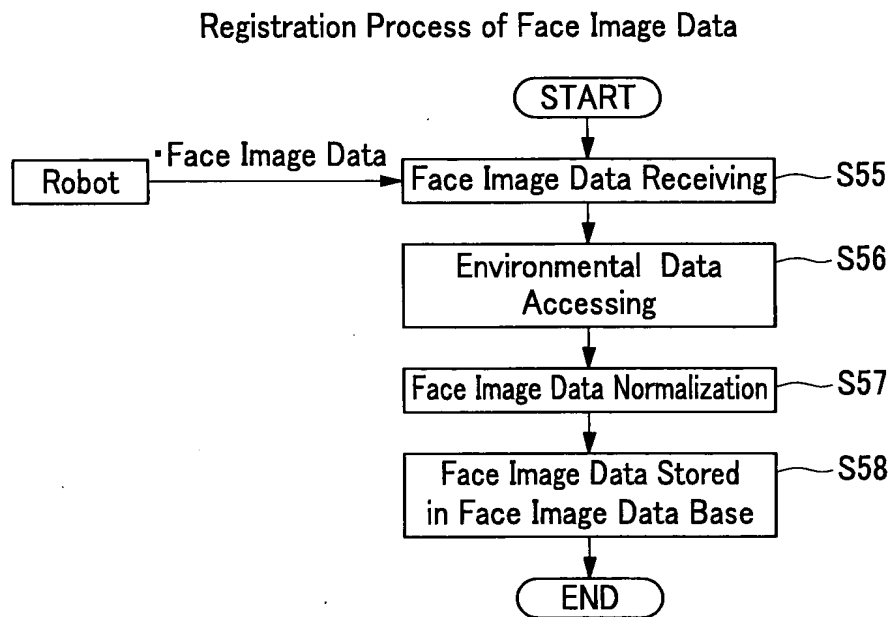 Registration Process of Face Image Data
START
·Face Image Data
Robot
Face Image Data Receiving
S55
Environmental Data
Accessing
S56
Face Image Data Normalization
S57
Face Image Data Stored
in Face Image Data Base
S58
END